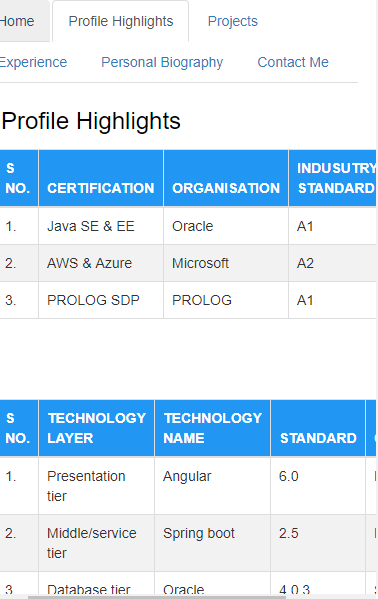 Home Profile Highlights Projects
Experience Personal Biography Contact Me
Profile Highlights
S NO. CERTIFICATION ORGANISATION INDUSUTRY STANDARD
1. Java SE & EE Oracle A1
2. AWS & Azure Microsoft A2
3. PROLOG SDP PROLOG A1
S NO. TECHNOLOGY LAYER TECHNOLOGY NAME STANDARD
1. Presentation tier Angular 6.0
2. Middle/service tier Spring boot 2.5
3. Database tier Oracle 4.0.3